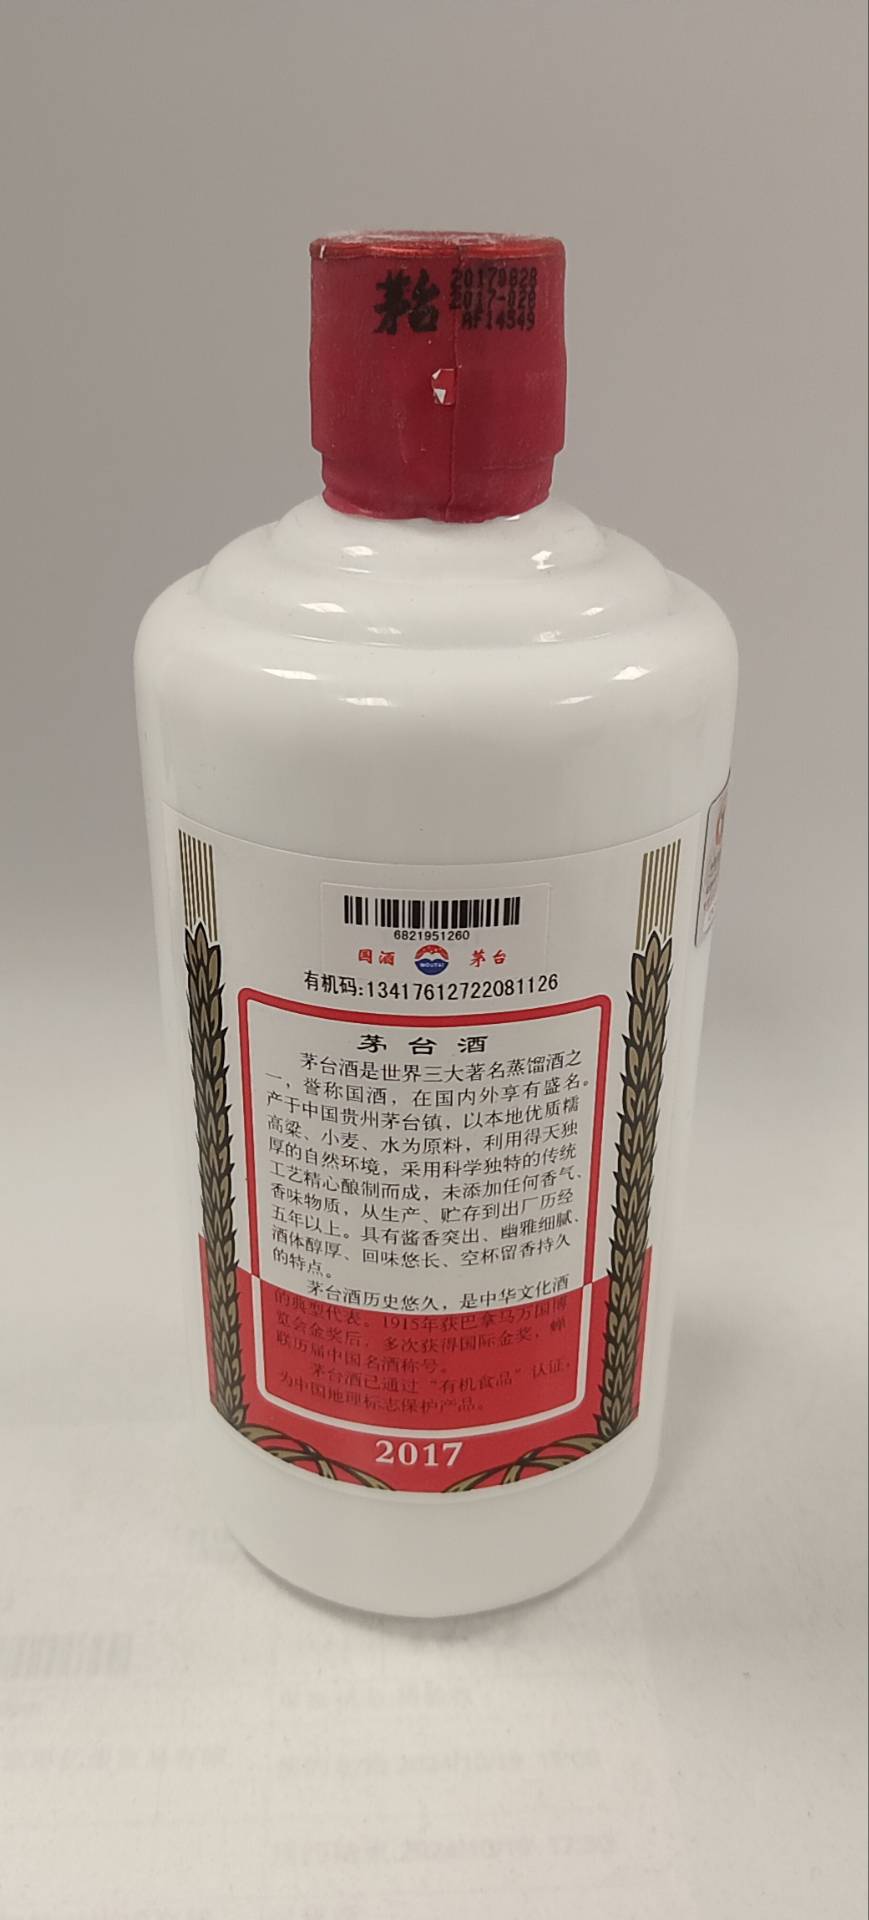 茅台
20170828
2017-028
AF14549
6821951260
国酒
MOUTAI
茅台
有机码:13417612722081126
茅台酒
茅台酒是世界三大著名蒸馏酒之
一，誉称国酒，在国内外享有盛名。
产于中国贵州茅台镇，以本地优质糯
高粱、小麦、水为原料，利用得天独
厚的自然环境，采用科学独特的传统
工艺精心酿制而成，未添加任何香气、
香味物质，从生产、贮存到出厂历经
五年以上。具有酱香突出、幽雅细腻、
酒体醇厚、回味悠长、空杯留香持久
的特点。
茅台酒历史悠久，是中华文化酒
的典型代表。1915年获巴拿马万国博
览会金奖后，多次获得国际金奖，蝉
联历届中国名酒称号。
茅台酒已通过“有机食品”认证，
为中国地理标志保护产品。
2017